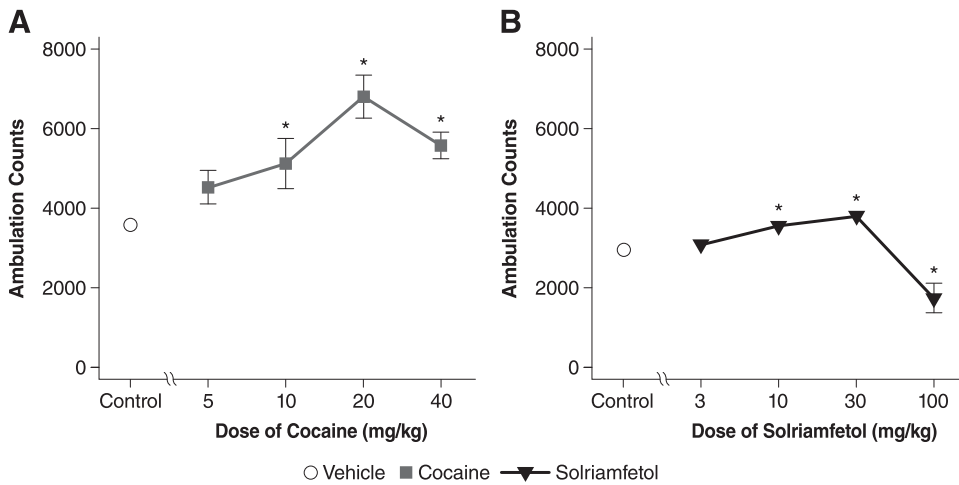 A
8000
6000
4000
2000
0
Ambulation Counts
*
*
*
Control 5 10 20 40
Dose of Cocaine (mg/kg)
B
8000
6000
4000
2000
0
Ambulation Counts
*
*
*
Control 3 10 30 100
Dose of Solriamfetol (mg/kg)
Vehicle Cocaine Solriamfetol